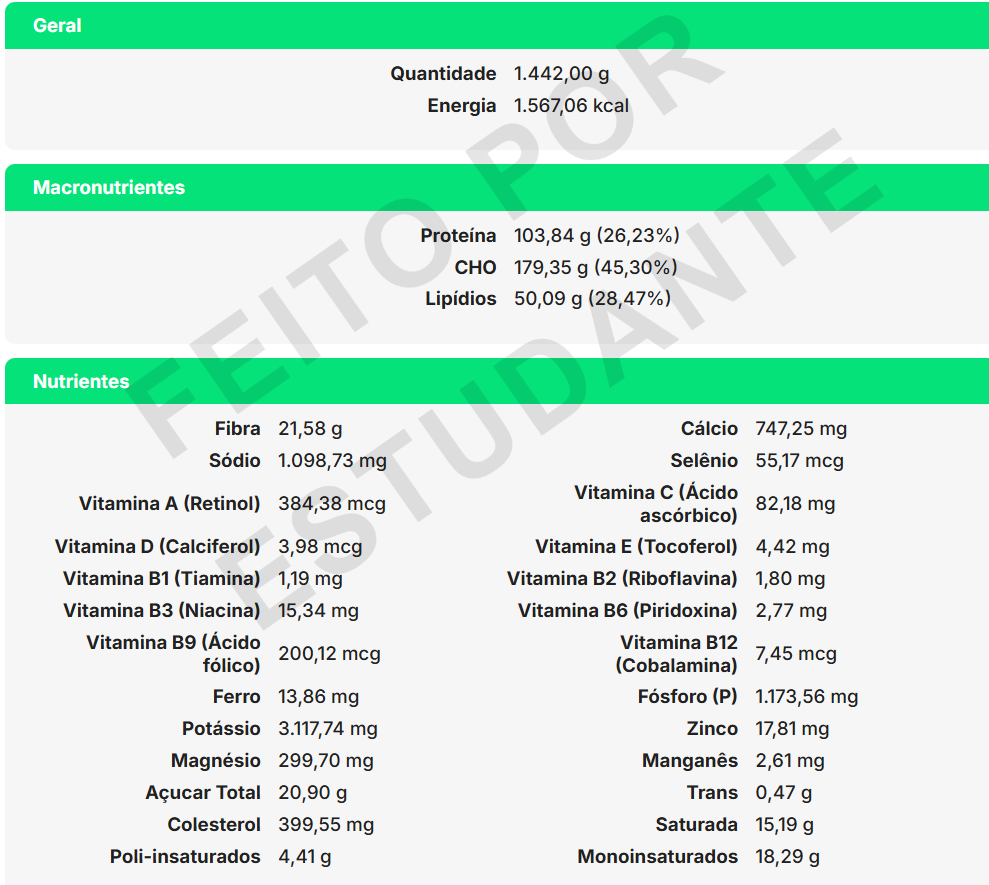 Geral
Quantidade 1.442,00 g
Energia 1.567,06 kcal
Macronutrientes
Proteína 103,84 g (26,23%)
CHO 179,35 g (45,30%)
Lipídios 50,09 g (28,47%)
Nutrientes
Fibra 21,58 g Cálcio 747,25 mg
Sódio 1.098,73 mg Selênio 55,17 mcg
Vitamina A (Retinol) 384,38 mcg Vitamina C (Ácido
ascórbico) 82,18 mg
Vitamina D (Calciferol) 3,98 mcg Vitamina E (Tocoferol) 4,42 mg
Vitamina B1 (Tiamina) 1,19 mg Vitamina B2 (Riboflavina) 1,80 mg
Vitamina B3 (Niacina) 15,34 mg Vitamina B6 (Piridoxina) 2,77 mg
Vitamina B9 (Ácido
fólico) 200,12 mcg Vitamina B12
(Cobalamina) 7,45 mcg
Ferro 13,86 mg Fósforo (P) 1.173,56 mg
Potássio 3.117,74 mg Zinco 17,81 mg
Magnésio 299,70 mg Manganês 2,61 mg
Açucar Total 20,90 g Trans 0,47 g
Colesterol 399,55 mg Saturada 15,19 g
Poli-insaturados 4,41 g Monoinsaturados 18,29 g
FEITO POR
ESTUDANTE